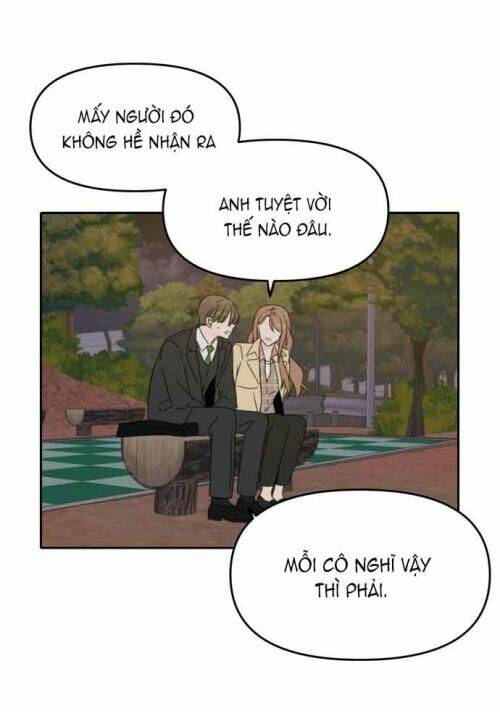 MẤY NGƯỜI ĐÓ
KHÔNG HỀ NHẬN RA
ANH TUYỆT VỜI
THẾ NÀO ĐÂU.
MỖI CÔ NGHĨ VẬY
THÌ PHẢI.